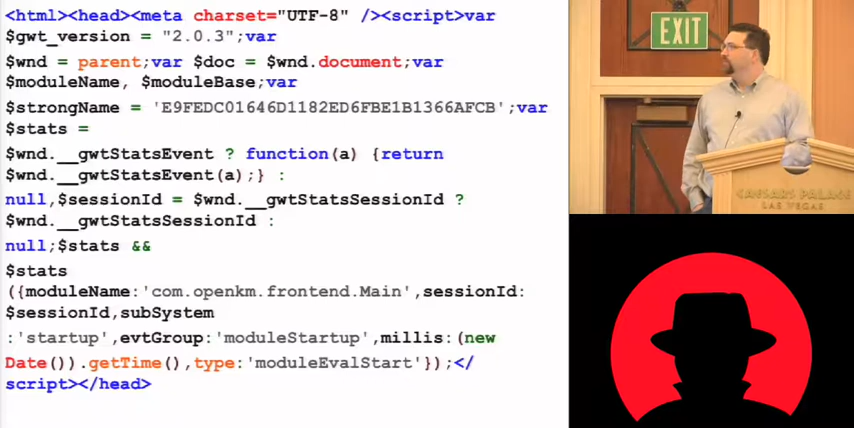 <html><head><meta charset="UTF-8" /><script>var
$gwt_version = "2.0.3";var
$wnd = parent;var $doc = $wnd.document;var
$moduleName, $moduleBase;var
$strongName = 'E9FEDC01646D1182ED6FBE1B1366AFCB';var
$stats =
$wnd.__gwtStatsEvent ? function(a) {return
$wnd.__gwtStatsEvent(a);} :
null,$sessionId = $wnd.__gwtStatsSessionId ?
$wnd.__gwtStatsSessionId :
null;$stats &&
$stats
({moduleName:'com.openkm.frontend.Main',sessionId:
$sessionId,subSystem
:'startup',evtGroup:'moduleStartup',millis:(new
Date()).getTime(),type:'moduleEvalStart'});</
script></head>
EXIT
CAESARS PALACE
LAS VEGAS